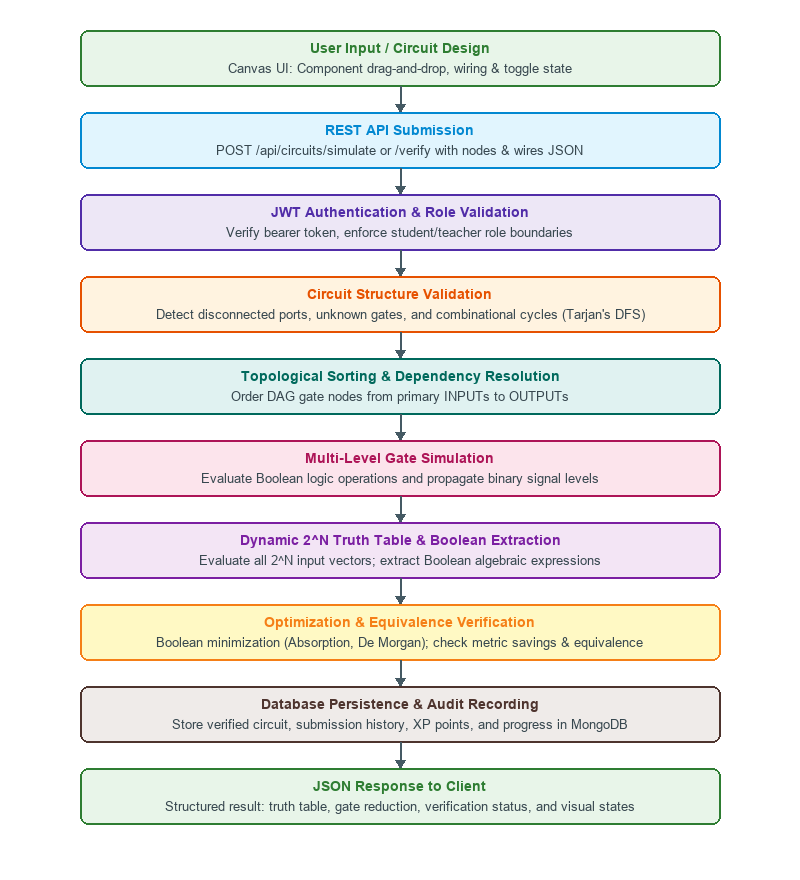 User Input / Circuit Design
Canvas UI: Component drag-and-drop, wiring & toggle state
REST API Submission
POST /api/circuits/simulate or /verify with nodes & wires JSON
JWT Authentication & Role Validation
Verify bearer token, enforce student/teacher role boundaries
Circuit Structure Validation
Detect disconnected ports, unknown gates, and combinational cycles (Tarjan's DFS)
Topological Sorting & Dependency Resolution
Order DAG gate nodes from primary INPUTs to OUTPUTs
Multi-Level Gate Simulation
Evaluate Boolean logic operations and propagate binary signal levels
Dynamic 2^N Truth Table & Boolean Extraction
Evaluate all 2^N input vectors; extract Boolean algebraic expressions
Optimization & Equivalence Verification
Boolean minimization (Absorption, De Morgan); check metric savings & equivalence
Database Persistence & Audit Recording
Store verified circuit, submission history, XP points, and progress in MongoDB
JSON Response to Client
Structured result: truth table, gate reduction, verification status, and visual states